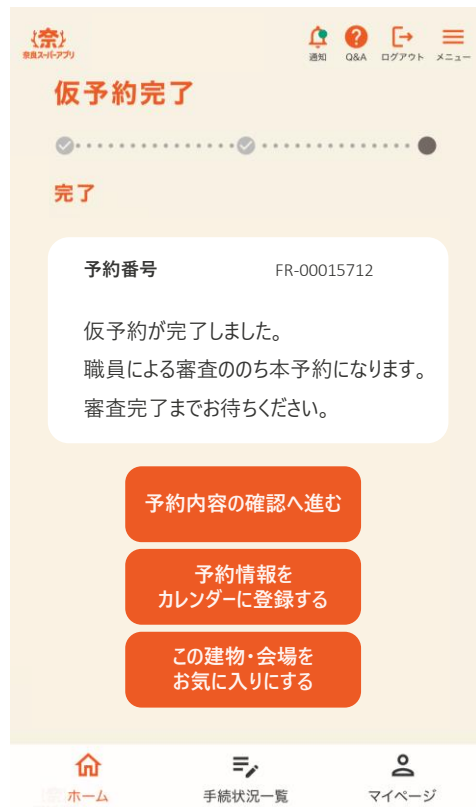 {奈}
奈良スーパーアプリ
通知 Q&A ログアウト メニュー
仮予約完了
完了
予約番号 FR-00015712
仮予約が完了しました。
職員による審査ののち本予約になります。
審査完了までお待ちください。
予約内容の確認へ進む
予約情報を
カレンダーに登録する
この建物・会場を
お気に入りにする
ホーム 手続状況一覧 マイページ